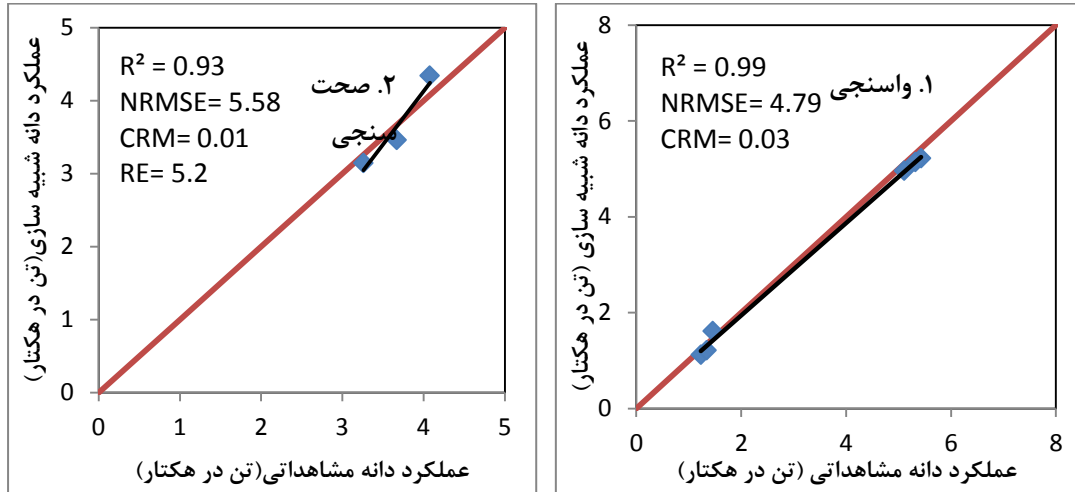 عملکرد دانه شبیه سازی(تن در هکتار)
5
4
3
2
1
0
R² = 0.93
NRMSE= 5.58
CRM= 0.01
RE= 5.2
۲. صحت
سنجی
0 1 2 3 4 5
عملکرد دانه مشاهداتی(تن در هکتار)
عملکرد دانه شبیه سازی (تن در هکتار)
8
6
4
2
0
R² = 0.99
NRMSE= 4.79
CRM= 0.03
۱. واسنجی
0 2 4 6 8
عملکرد دانه مشاهداتی (تن در هکتار)